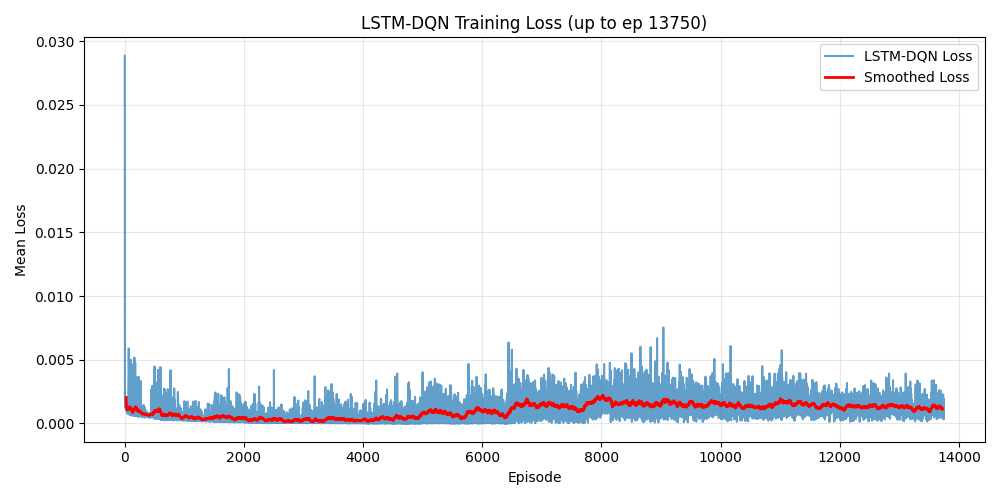 LSTM-DQN Training Loss (up to ep 13750)
LSTM-DQN Loss
Smoothed Loss
Mean Loss
0.030
0.025
0.020
0.015
0.010
0.005
0.000
0 2000 4000 6000 8000 10000 12000 14000
Episode